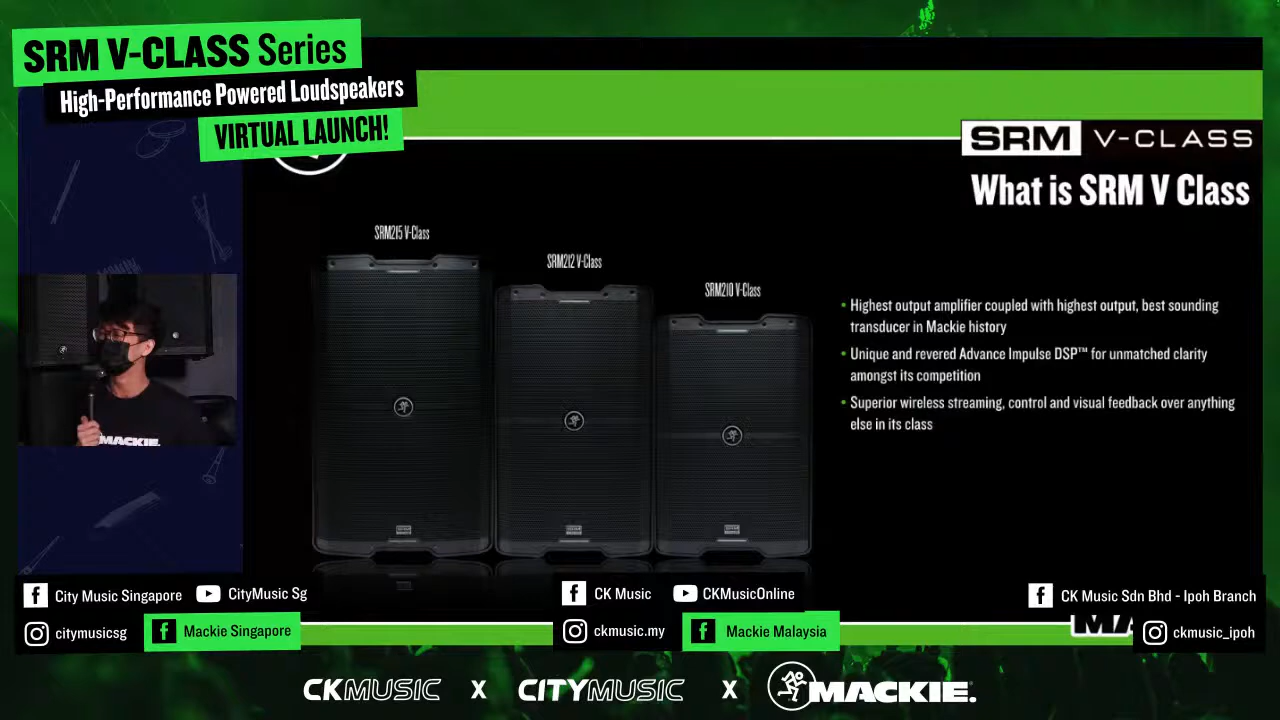 SRM V-CLASS Series
High-Performance Powered Loudspeakers
VIRTUAL LAUNCH!
SRM V-CLASS
What is SRM V Class
SRM215 V-Class
SRM212 V-Class
SRM210 V-Class
• Highest output amplifier coupled with highest output, best sounding
transducer in Mackie history
• Unique and revered Advance Impulse DSP™ for unmatched clarity
amongst its competition
• Superior wireless streaming, control and visual feedback over anything
else in its class
MACKIE.
City Music Singapore
CityMusic Sg
citymusicsg
Mackie Singapore
CK Music
CKMusicOnline
ckmusic.my
Mackie Malaysia
CK Music Sdn Bhd - Ipoh Branch
ckmusic_ipoh
CKMUSIC x CITYMUSIC x MACKIE.